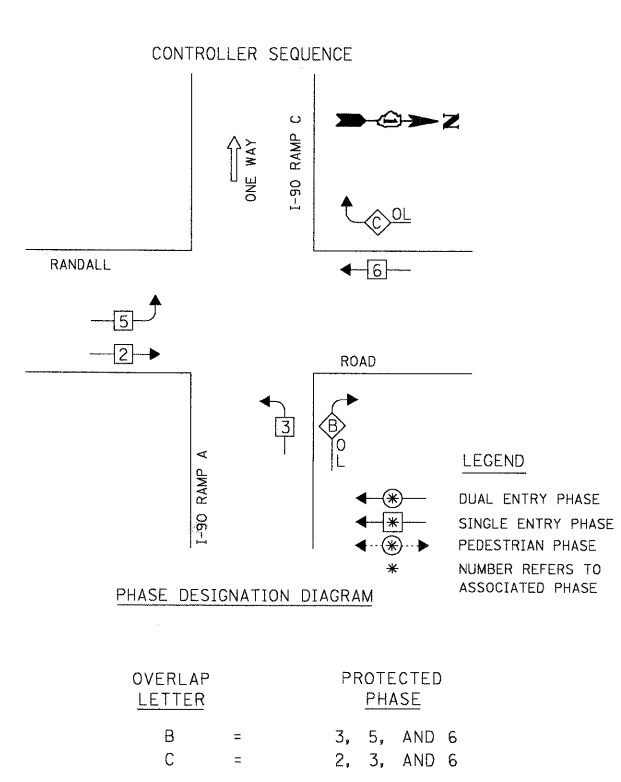 CONTROLLER SEQUENCE
ONE WAY
I-90 RAMP C
N
C OL
RANDALL
6
5
2
ROAD
3
B
O
L
I-90 RAMP A
LEGEND
* DUAL ENTRY PHASE
* SINGLE ENTRY PHASE
* PEDESTRIAN PHASE
* NUMBER REFERS TO
ASSOCIATED PHASE
PHASE DESIGNATION DIAGRAM
OVERLAP PROTECTED
LETTER PHASE
B = 3, 5, AND 6
C = 2, 3, AND 6